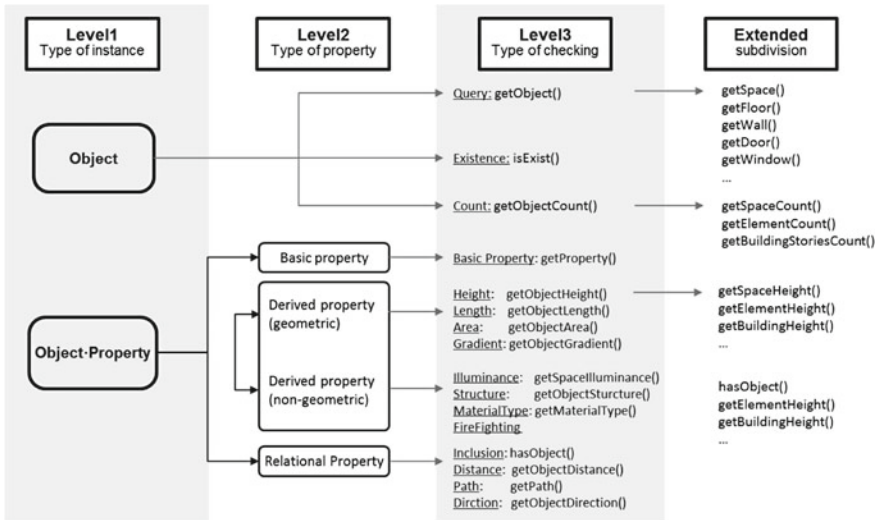 Level1
Type of instance
Level2
Type of property
Level3
Type of checking
Extended
subdivision
Object
Query: getObject()
getSpace()
getFloor()
getWall()
getDoor()
getWindow()
...
Existence: isExist()
Count: getObjectCount()
getSpaceCount()
getElementCount()
getBuildingStoriesCount()
Object·Property
Basic property
Basic Property: getProperty()
Derived property
(geometric)
Height: getObjectHeight()
Length: getObjectLength()
Area: getObjectArea()
Gradient: getObjectGradient()
getSpaceHeight()
getElementHeight()
getBuildingHeight()
...
Derived property
(non-geometric)
Illuminance: getSpaceIlluminance()
Structure: getObjectSturcture()
MaterialType: getMaterialType()
FireFighting
hasObject()
getElementHeight()
getBuildingHeight()
...
Relational Property
Inclusion: hasObject()
Distance: getObjectDistance()
Path: getPath()
Dirction: getObjectDirection()